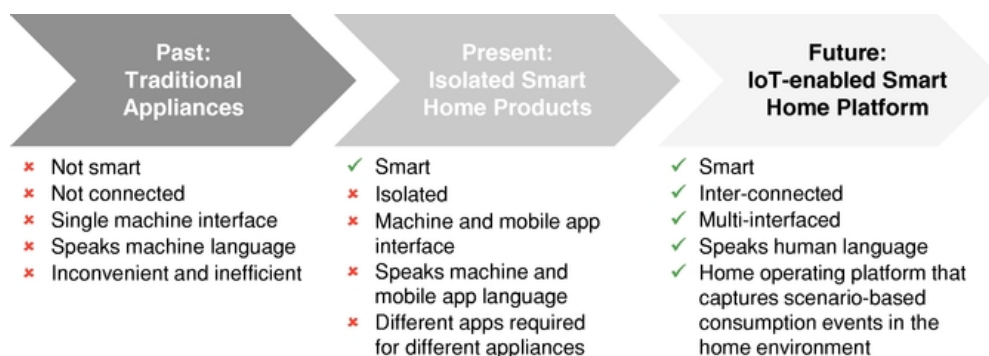 Past:
Traditional
Appliances
✘ Not smart
✘ Not connected
✘ Single machine interface
✘ Speaks machine language
✘ Inconvenient and inefficient
Present:
Isolated Smart
Home Products
✓ Smart
✘ Isolated
✘ Machine and mobile app
interface
✘ Speaks machine and
mobile app language
✘ Different apps required
for different appliances
Future:
IoT-enabled Smart
Home Platform
✓ Smart
✓ Inter-connected
✓ Multi-interfaced
✓ Speaks human language
✓ Home operating platform that
captures scenario-based
consumption events in the
home environment